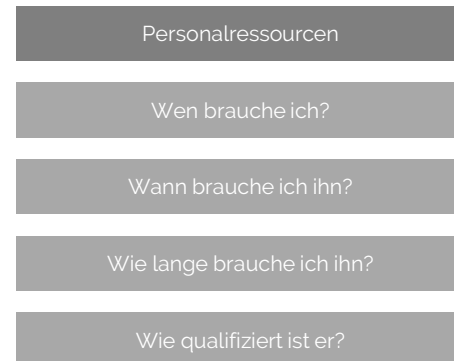 Personalressourcen
Wen brauche ich?
Wann brauche ich ihn?
Wie lange brauche ich ihn?
Wie qualifiziert ist er?